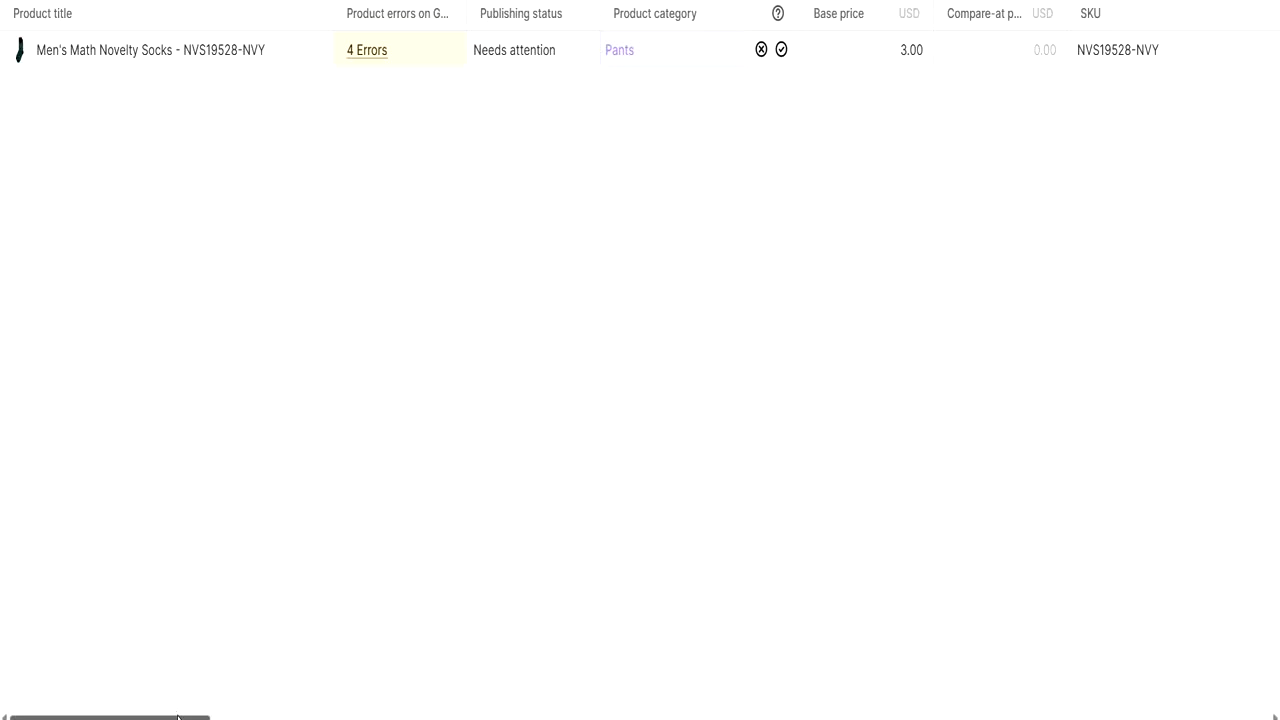 Product title Product errors on G... Publishing status Product category Base price USD Compare-at p... USD SKU
Men's Math Novelty Socks - NVS19528-NVY 4 Errors Needs attention Pants 3.00 0.00 NVS19528-NVY